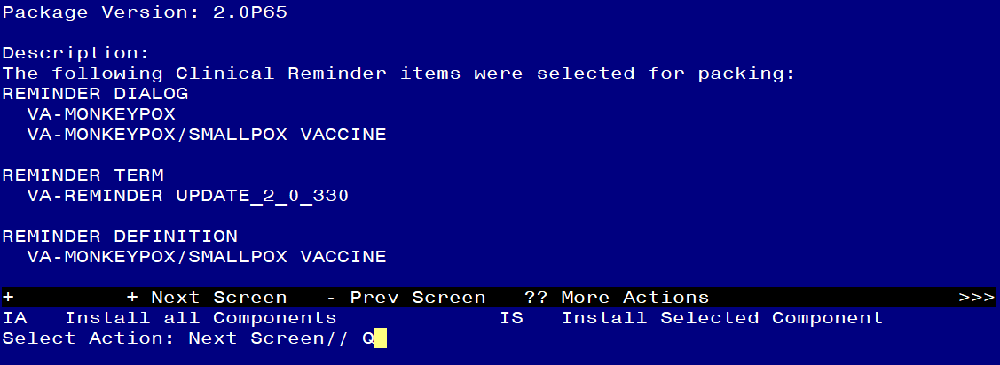 Package Version: 2.0P65
Description:
The following Clinical Reminder items were selected for packing:
REMINDER DIALOG
VA-MONKEYPOX
VA-MONKEYPOX/SMALLPOX VACCINE
REMINDER TERM
VA-REMINDER UPDATE_2_0_330
REMINDER DEFINITION
VA-MONKEYPOX/SMALLPOX VACCINE
+ + Next Screen - Prev Screen ?? More Actions >>>
IA Install all Components IS Install Selected Component
Select Action: Next Screen// Q